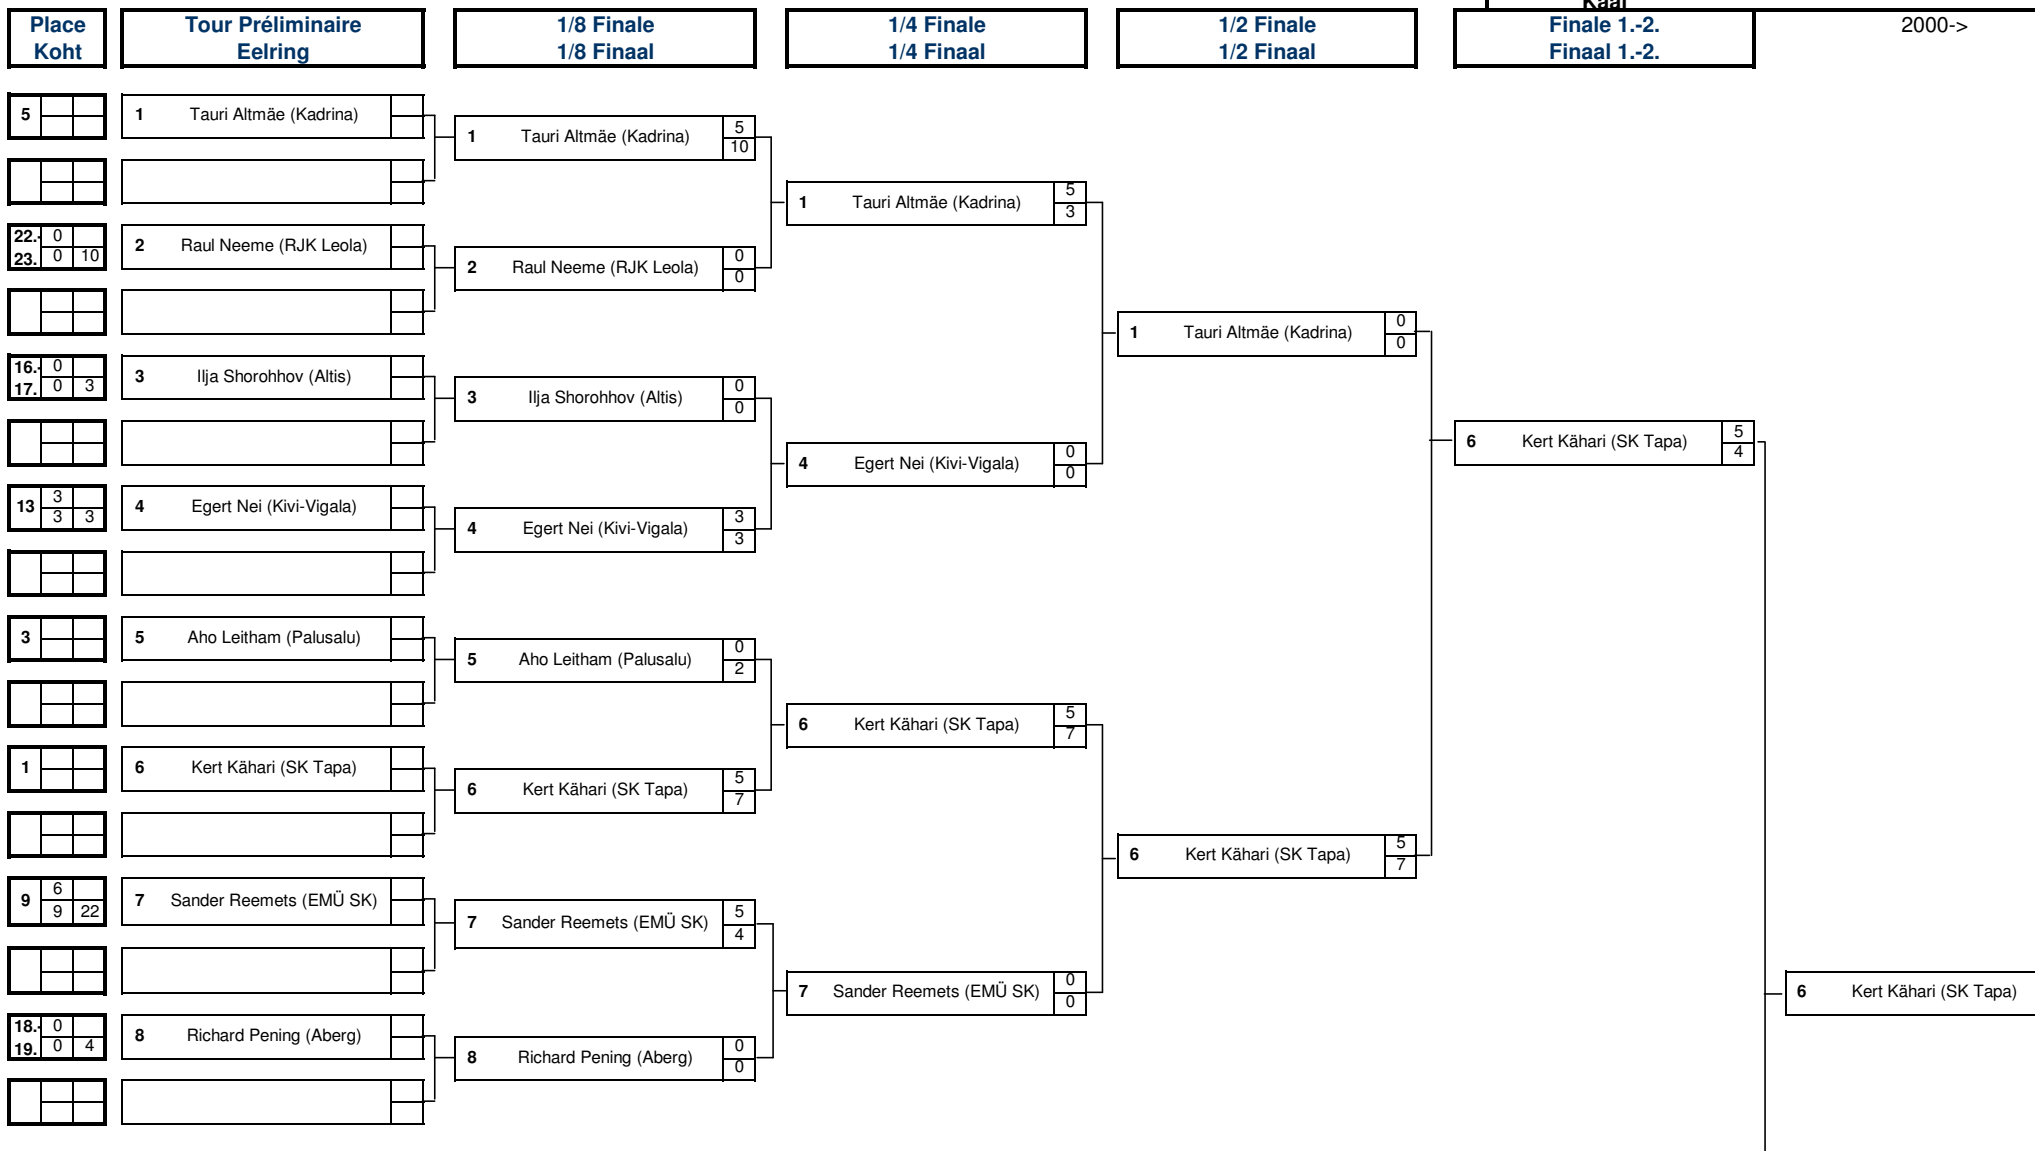 Kaal
Place
Koht
Tour Préliminaire
Eelring
1/8 Finale
1/8 Finaal
1/4 Finale
1/4 Finaal
1/2 Finale
1/2 Finaal
Finale 1.-2.
Finaal 1.-2.
2000->
5
1 Tauri Altmäe (Kadrina)
22.- 0
23. 0 10
2 Raul Neeme (RJK Leola)
16.- 0
17. 0 3
3 Ilja Shorohhov (Altis)
13 3
3 3
4 Egert Nei (Kivi-Vigala)
3
5 Aho Leitham (Palusalu)
1
6 Kert Kähari (SK Tapa)
9 6
9 22
7 Sander Reemets (EMÜ SK)
18.- 0
19. 0 4
8 Richard Pening (Aberg)
1 Tauri Altmäe (Kadrina) 5
10
2 Raul Neeme (RJK Leola) 0
0
3 Ilja Shorohhov (Altis) 0
0
4 Egert Nei (Kivi-Vigala) 3
3
5 Aho Leitham (Palusalu) 0
2
6 Kert Kähari (SK Tapa) 5
7
7 Sander Reemets (EMÜ SK) 5
4
8 Richard Pening (Aberg) 0
0
1 Tauri Altmäe (Kadrina) 5
3
4 Egert Nei (Kivi-Vigala) 0
0
6 Kert Kähari (SK Tapa) 5
7
7 Sander Reemets (EMÜ SK) 0
0
1 Tauri Altmäe (Kadrina) 0
0
6 Kert Kähari (SK Tapa) 5
7
6 Kert Kähari (SK Tapa) 5
4
6 Kert Kähari (SK Tapa)